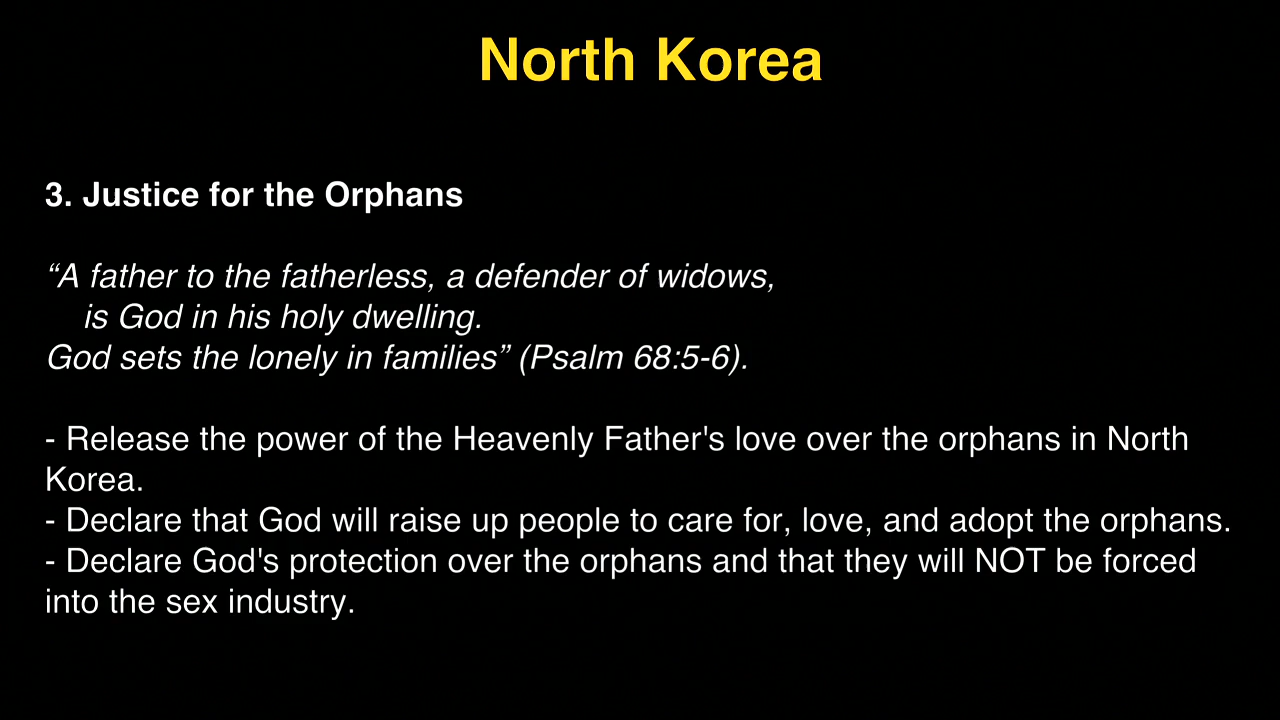 North Korea
3. Justice for the Orphans
“A father to the fatherless, a defender of widows,
is God in his holy dwelling.
God sets the lonely in families” (Psalm 68:5-6).
- Release the power of the Heavenly Father's love over the orphans in North
Korea.
- Declare that God will raise up people to care for, love, and adopt the orphans.
- Declare God's protection over the orphans and that they will NOT be forced
into the sex industry.